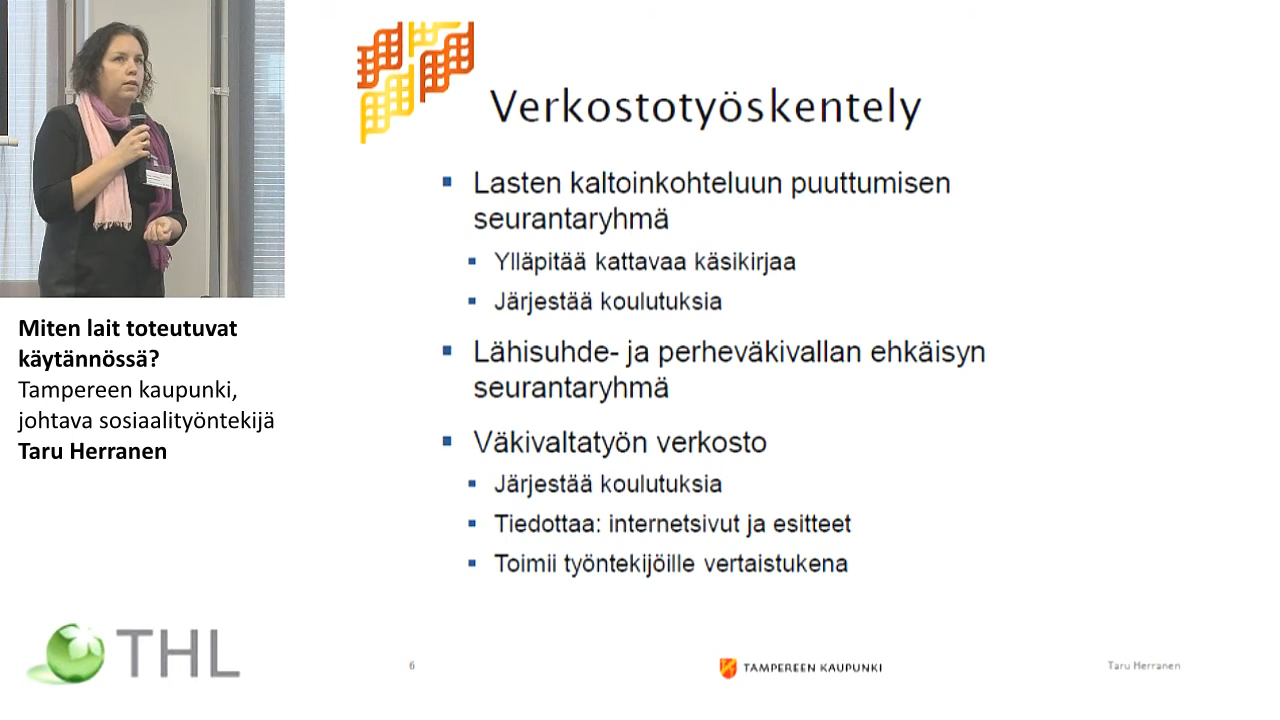 Verkostotyöskentely
Lasten kaltoinkohteluun puuttumisen
seurantaryhmä
Ylläpitää kattavaa käsikirjaa
Järjestää koulutuksia
Lähisuhde- ja perheväkivallan ehkäisyn
seurantaryhmä
Väkivaltatyön verkosto
Järjestää koulutuksia
Tiedottaa: internetsivut ja esitteet
Toimii työntekijöille vertaistukena
Miten lait toteutuvat
käytännössä?
Tampereen kaupunki,
johtava sosiaalityöntekijä
Taru Herranen
THL
6
TAMPEREEN KAUPUNKI
Taru Herranen